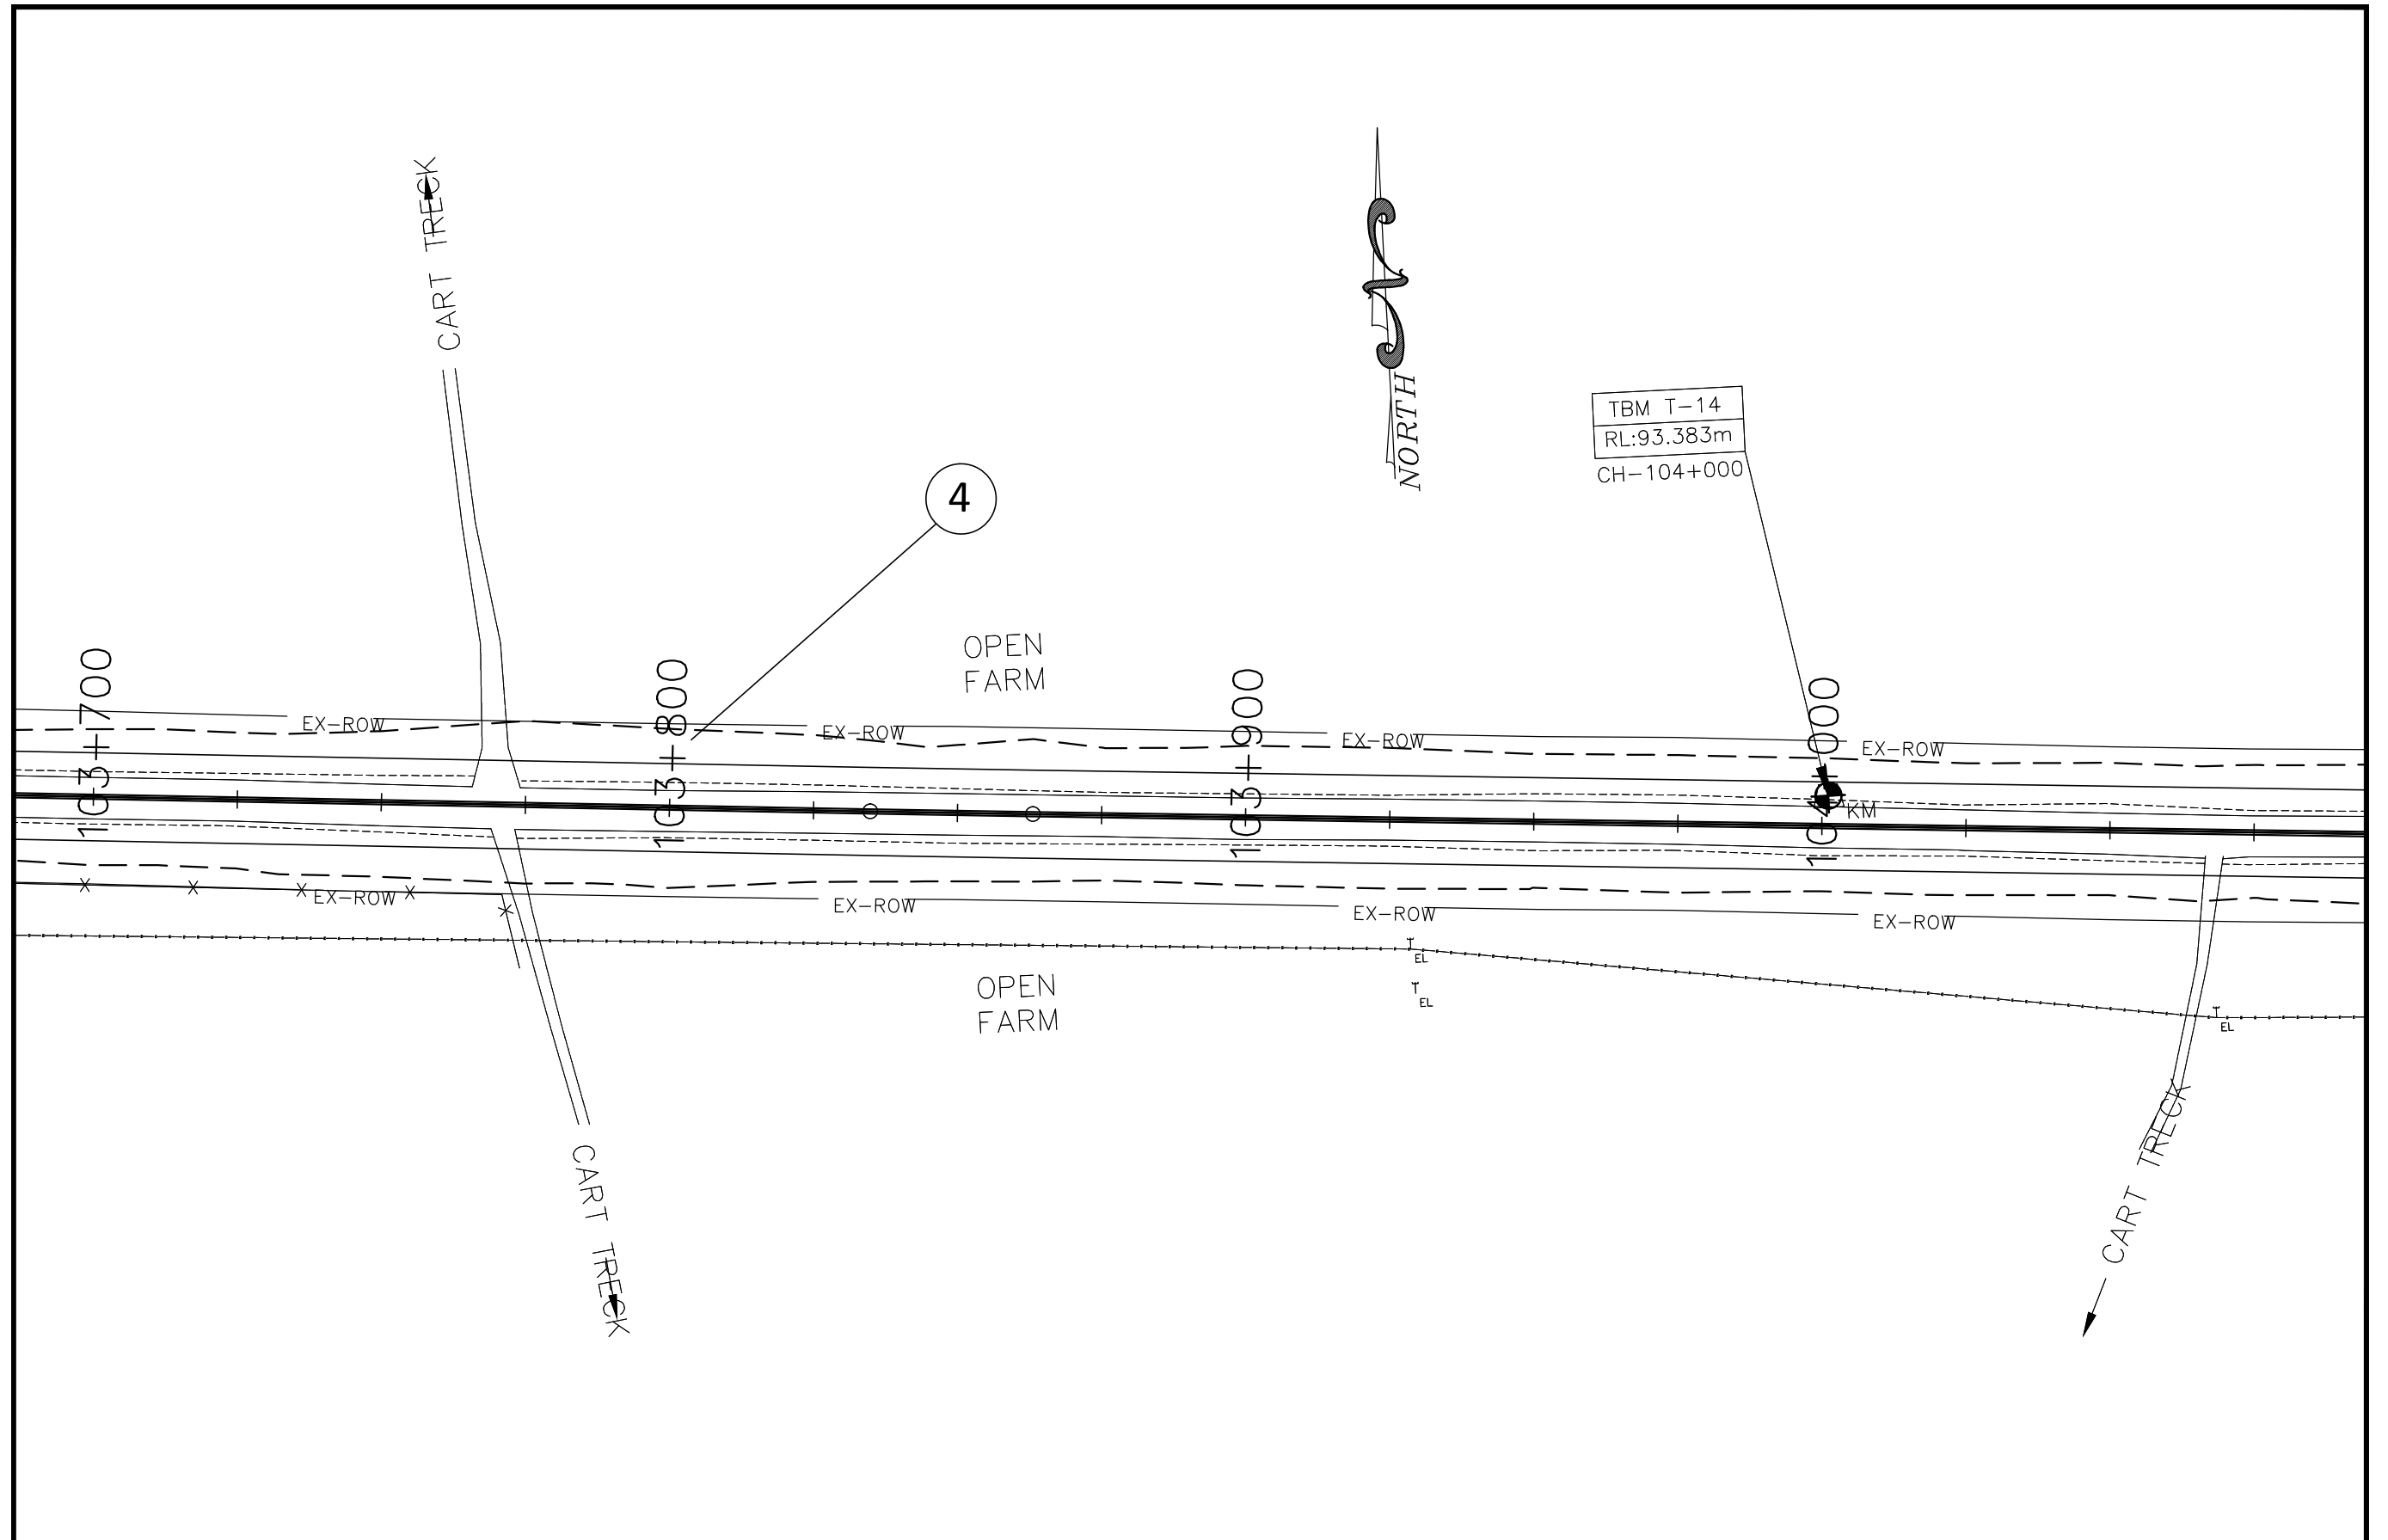 CART TRECK
NORTH
TBM T-14
RL:93.383m
CH-104+000
4
OPEN
FARM
103+700
103+800
103+900
104+000
EX-ROW
EX-ROW
EX-ROW
EX-ROW
KM
EX-ROW
EX-ROW
EX-ROW
EX-ROW
EL
EL
EL
OPEN
FARM
CART TRECK
CART TRECK